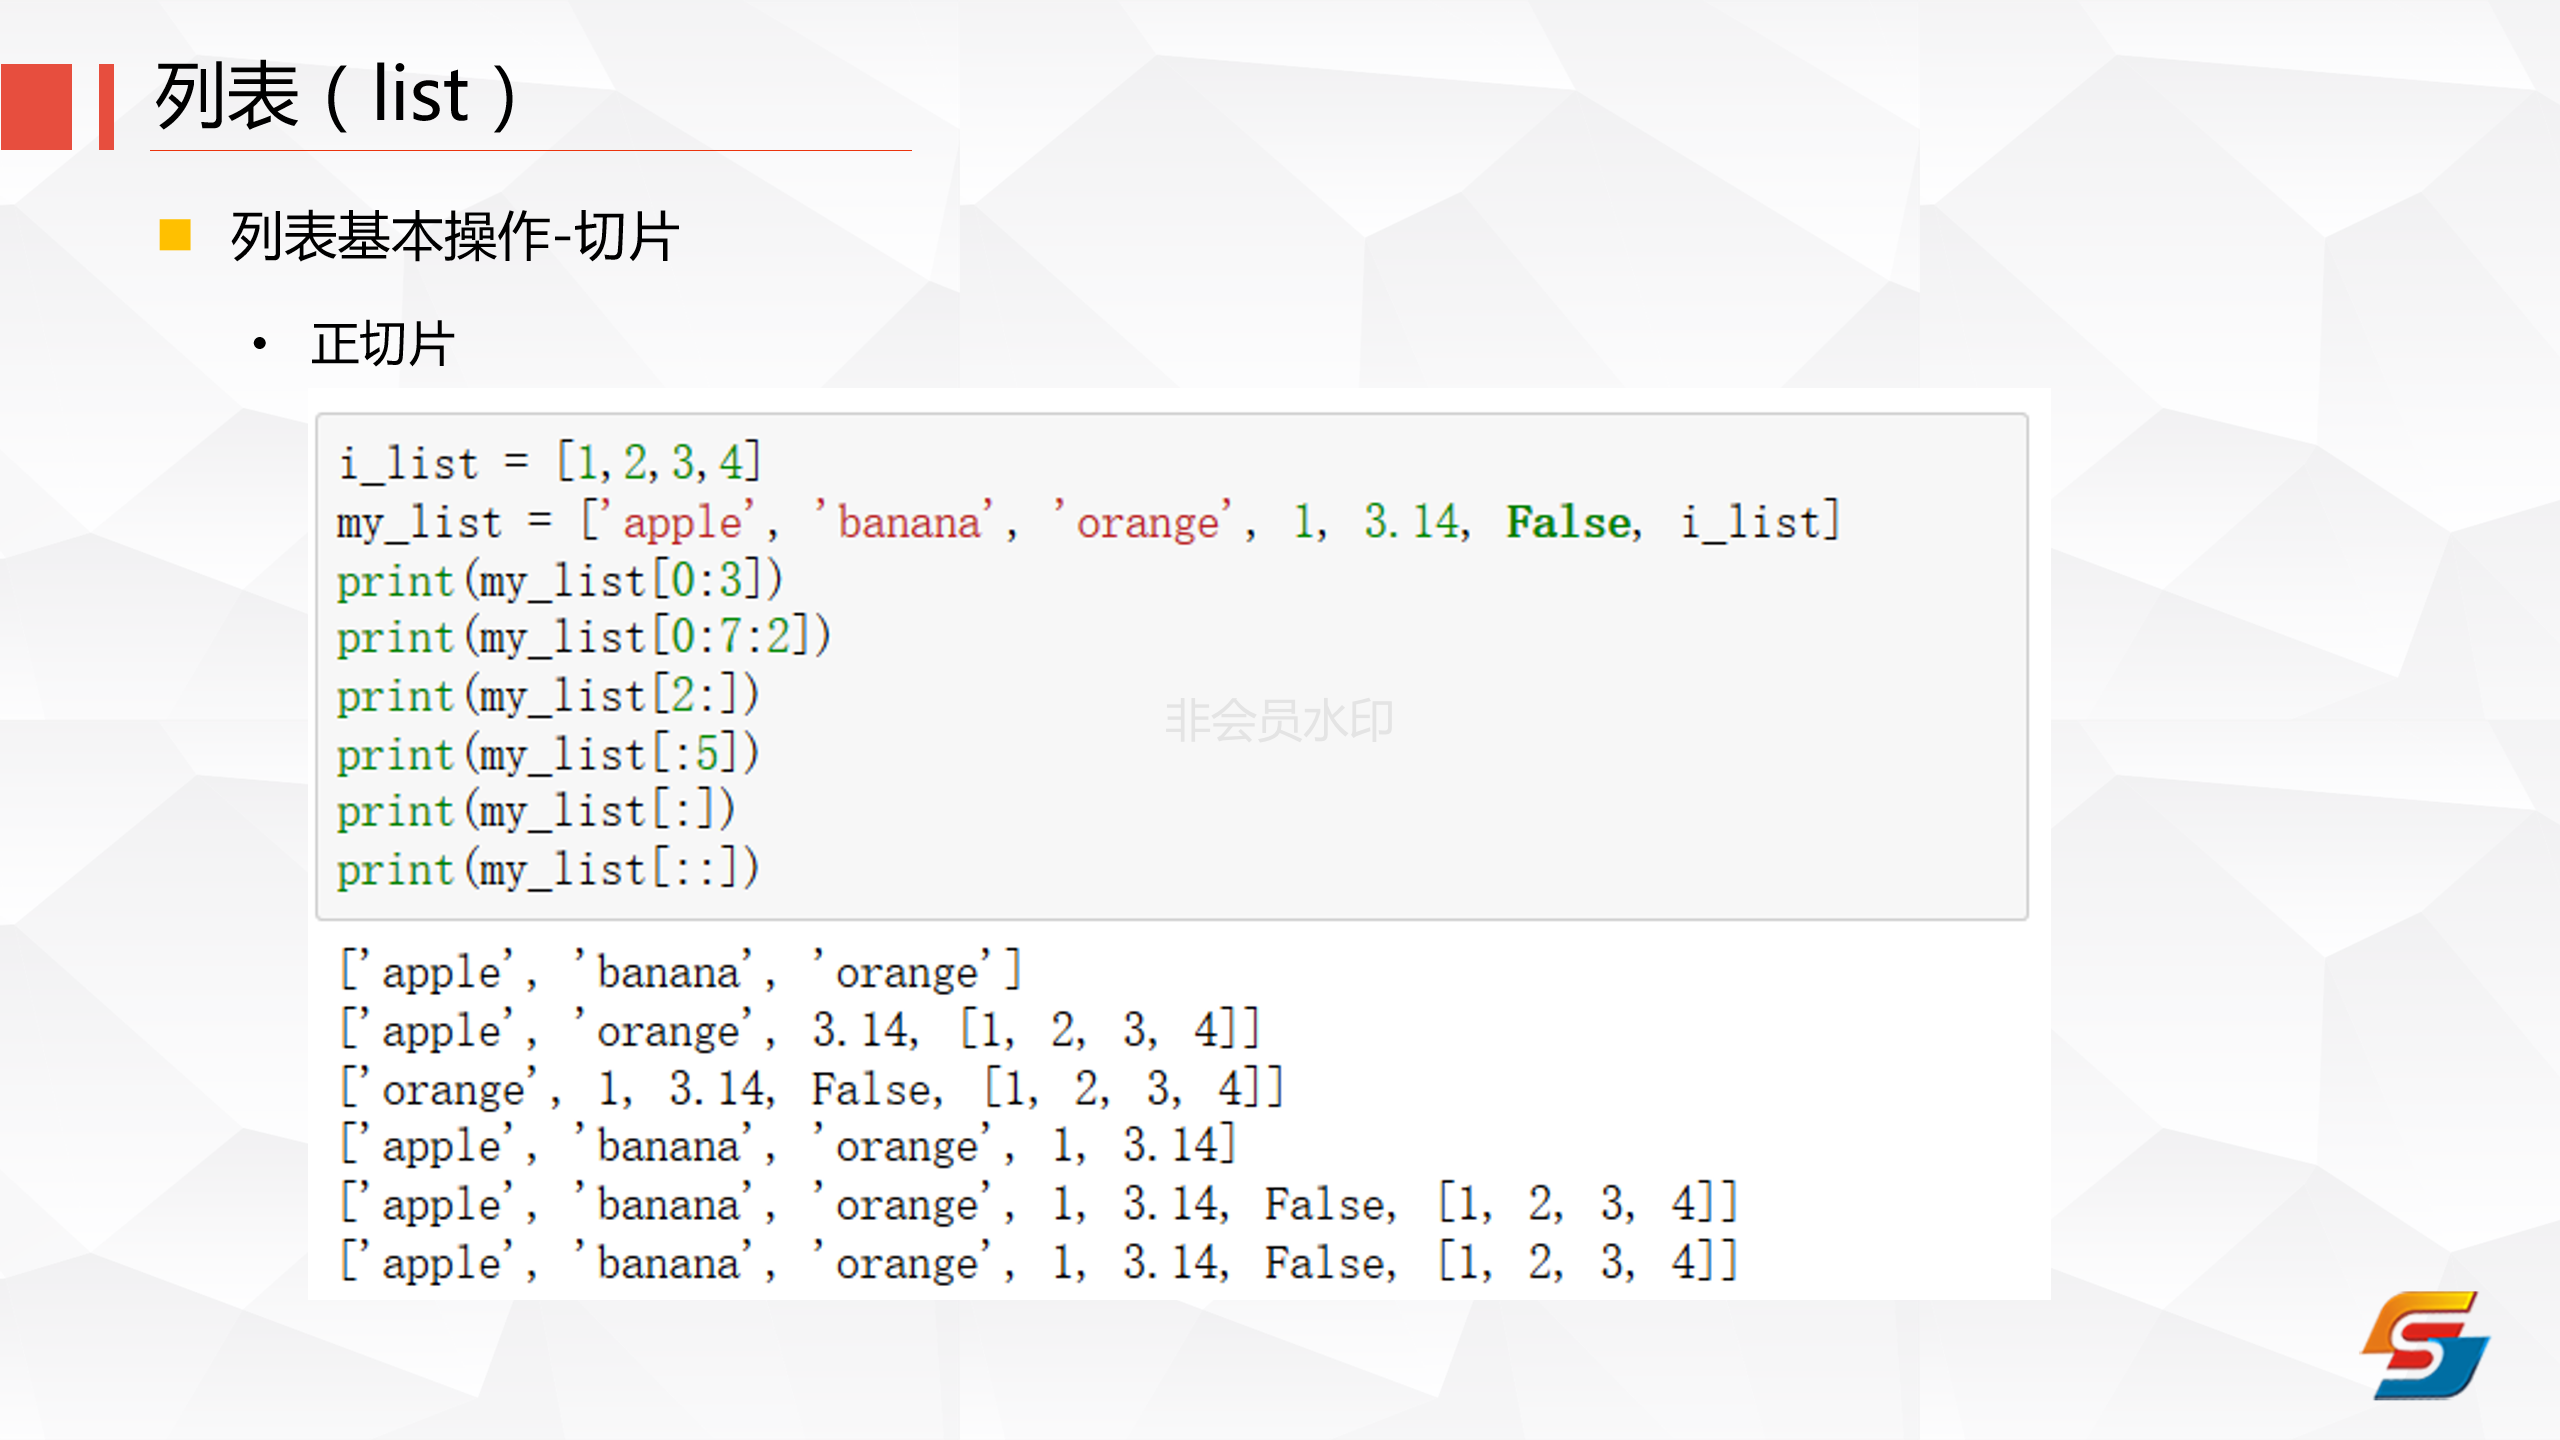 列表（list）
列表基本操作-切片
• 正切片
i_list = [1,2,3,4]
my_list = ['apple', 'banana', 'orange', 1, 3.14, False, i_list]
print(my_list[0:3])
print(my_list[0:7:2])
print(my_list[2:])
print(my_list[:5])
print(my_list[:])
print(my_list[::])
非会员水印
['apple', 'banana', 'orange']
['apple', 'orange', 3.14, [1, 2, 3, 4]]
['orange', 1, 3.14, False, [1, 2, 3, 4]]
['apple', 'banana', 'orange', 1, 3.14]
['apple', 'banana', 'orange', 1, 3.14, False, [1, 2, 3, 4]]
['apple', 'banana', 'orange', 1, 3.14, False, [1, 2, 3, 4]]